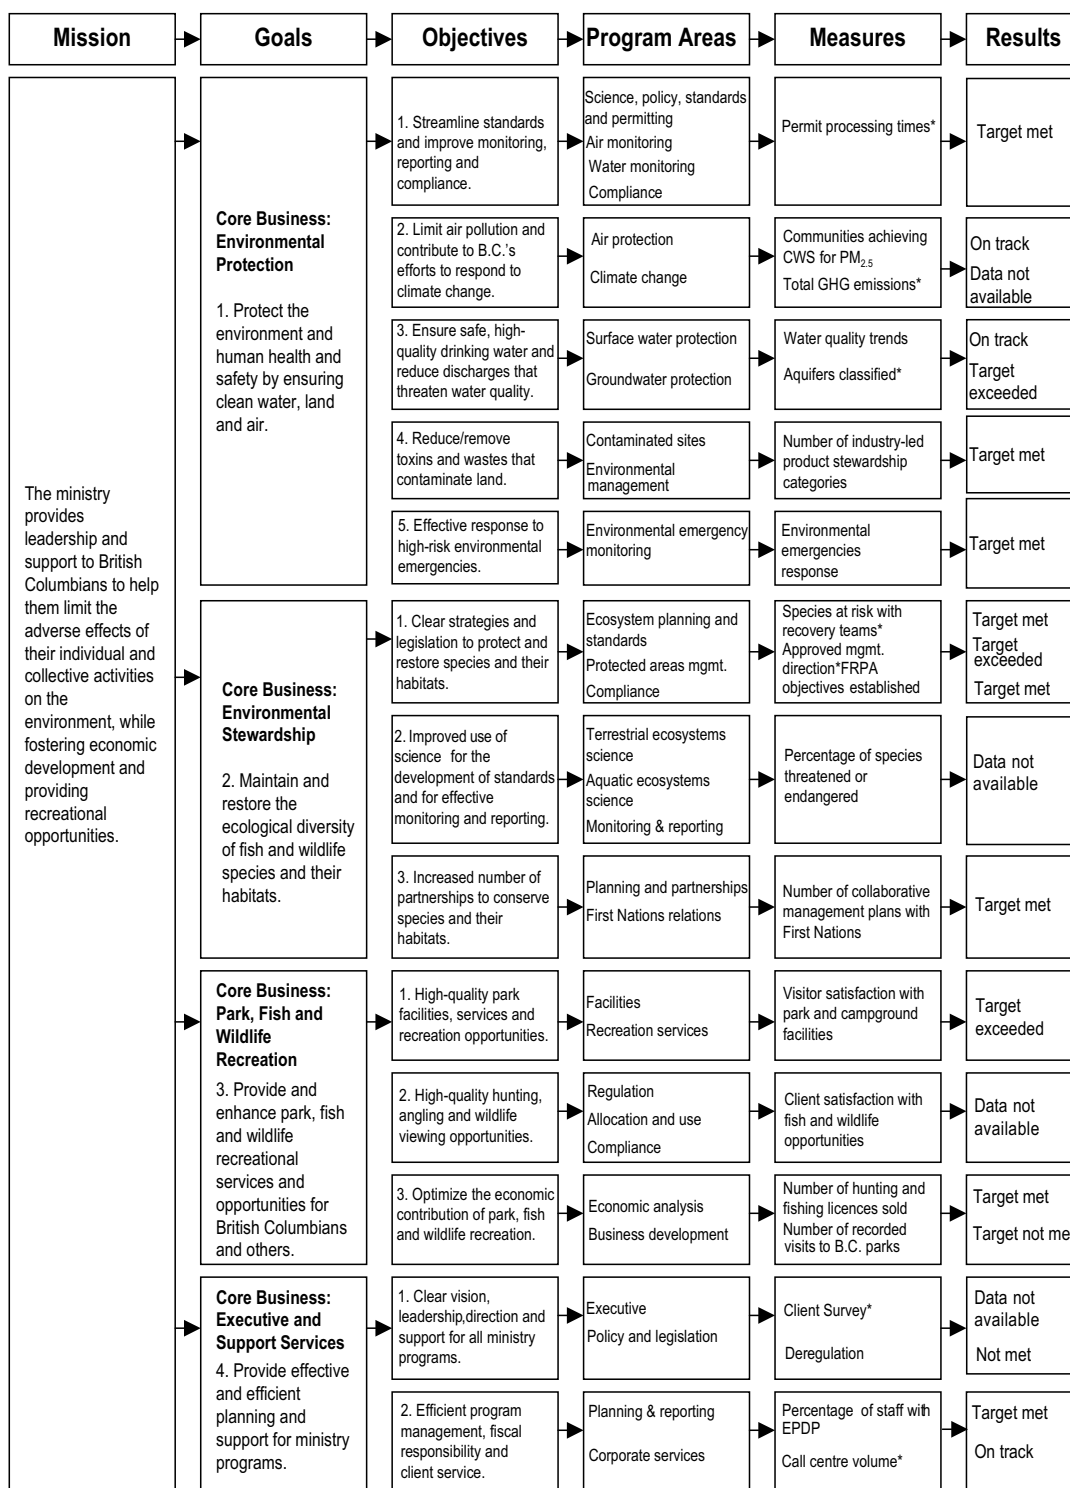 Mission
Goals
Objectives
Program Areas
Measures
Results
The ministry
provides
leadership and
support to British
Columbians to help
them limit the
adverse effects of
their individual and
collective activities
on the
environment, while
fostering economic
development and
providing
recreational
opportunities.
Core Business:
Environmental
Protection
1. Protect the
environment and
human health and
safety by ensuring
clean water, land
and air.
1. Streamline standards
and improve monitoring,
reporting and
compliance.
Science, policy, standards
and permitting
Air monitoring
Water monitoring
Compliance
Permit processing times*
Target met
2. Limit air pollution and
contribute to B.C.'s
efforts to respond to
climate change.
Air protection
Climate change
Communities achieving
CWS for PM2.5
Total GHG emissions*
On track
Data not
available
3. Ensure safe, high-
quality drinking water and
reduce discharges that
threaten water quality.
Surface water protection
Groundwater protection
Water quality trends
Aquifers classified*
On track
Target
exceeded
4. Reduce/remove
toxins and wastes that
contaminate land.
Contaminated sites
Environmental
management
Number of industry-led
product stewardship
categories
Target met
5. Effective response to
high-risk environmental
emergencies.
Environmental emergency
monitoring
Environmental
emergencies
response
Target met
Core Business:
Environmental
Stewardship
2. Maintain and
restore the
ecological diversity
of fish and wildlife
species and their
habitats.
1. Clear strategies and
legislation to protect and
restore species and their
habitats.
Ecosystem planning and
standards
Protected areas mgmt.
Compliance
Species at risk with
recovery teams*
Approved mgmt.
direction*FRPA
objectives established
Target met
Target
exceeded
Target met
2. Improved use of
science for the
development of standards
and for effective
monitoring and reporting.
Terrestrial ecosystems
science
Aquatic ecosystems
science
Monitoring & reporting
Percentage of species
threatened or
endangered
Data not
available
3. Increased number of
partnerships to conserve
species and their
habitats.
Planning and partnerships
First Nations relations
Number of collaborative
management plans with
First Nations
Target met
Core Business:
Park, Fish and
Wildlife
Recreation
3. Provide and
enhance park, fish
and wildlife
recreational
services and
opportunities for
British Columbians
and others.
1. High-quality park
facilities, services and
recreation opportunities.
Facilities
Recreation services
Visitor satisfaction with
park and campground
facilities
Target
exceeded
2. High-quality hunting,
angling and wildlife
viewing opportunities.
Regulation
Allocation and use
Compliance
Client satisfaction with
fish and wildlife
opportunities
Data not
available
3. Optimize the economic
contribution of park, fish
and wildlife recreation.
Economic analysis
Business development
Number of hunting and
fishing licences sold
Number of recorded
visits to B.C. parks
Target met
Target not me
Core Business:
Executive and
Support Services
4. Provide effective
and efficient
planning and
support for ministry
programs.
1. Clear vision,
leadership,direction and
support for all ministry
programs.
Executive
Policy and legislation
Client Survey*
Deregulation
Data not
available
Not met
2. Efficient program
management, fiscal
responsibility and
client service.
Planning & reporting
Corporate services
Percentage of staff with
EPDP
Call centre volume*
Target met
On track